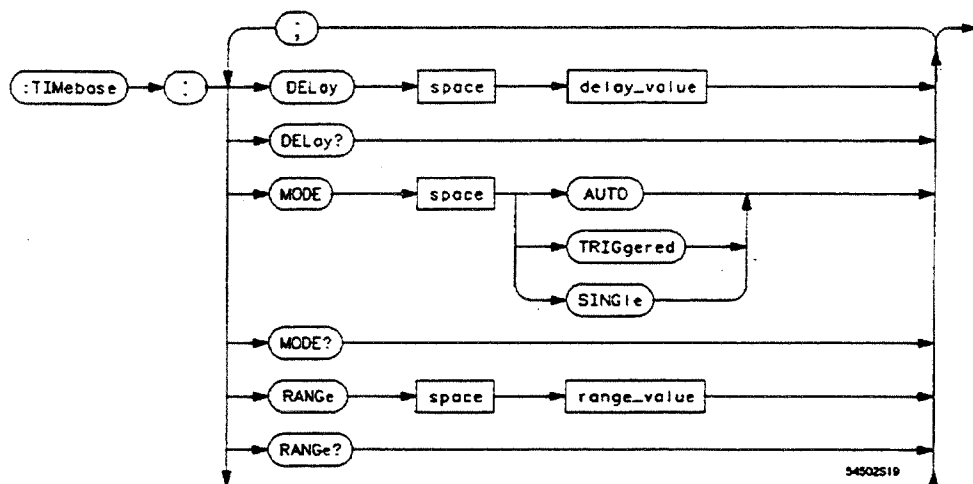 ;
:TIMebase : DELay space delay_value
DELay?
MODE space AUTO
TRIGgered
SINGle
MODE?
RANGe space range_value
RANGe?
54502S19